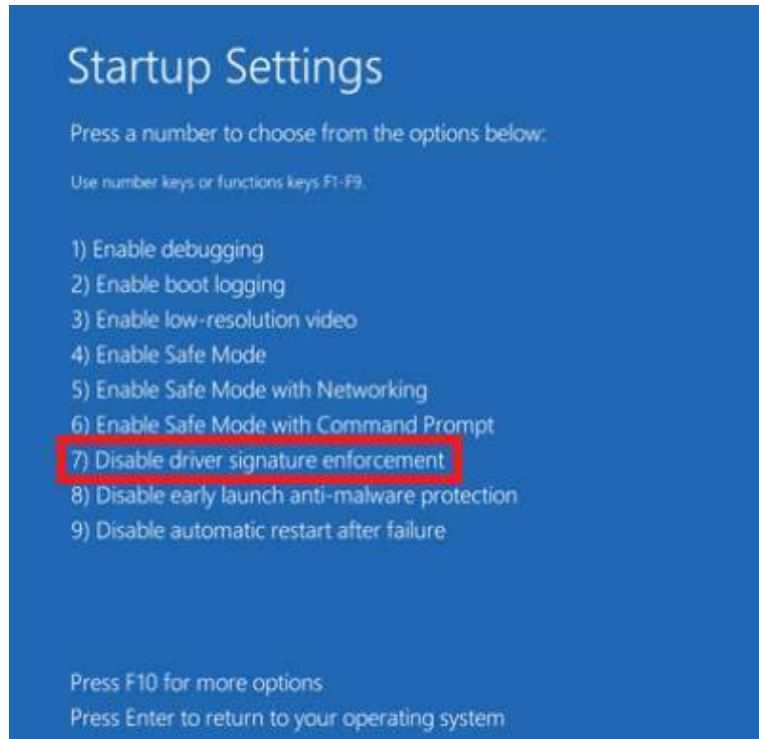 Startup Settings
Press a number to choose from the options below:
Use number keys or functions keys F1-F9.
1) Enable debugging
2) Enable boot logging
3) Enable low-resolution video
4) Enable Safe Mode
5) Enable Safe Mode with Networking
6) Enable Safe Mode with Command Prompt
7) Disable driver signature enforcement
8) Disable early launch anti-malware protection
9) Disable automatic restart after failure
Press F10 for more options
Press Enter to return to your operating system